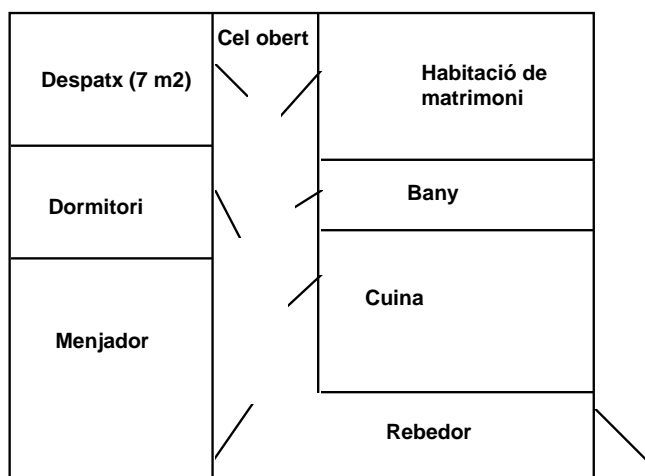 Cel obert
Despatx (7 m2)
Habitació de
matrimoni
Dormitori
Bany
Cuina
Menjador
Rebedor